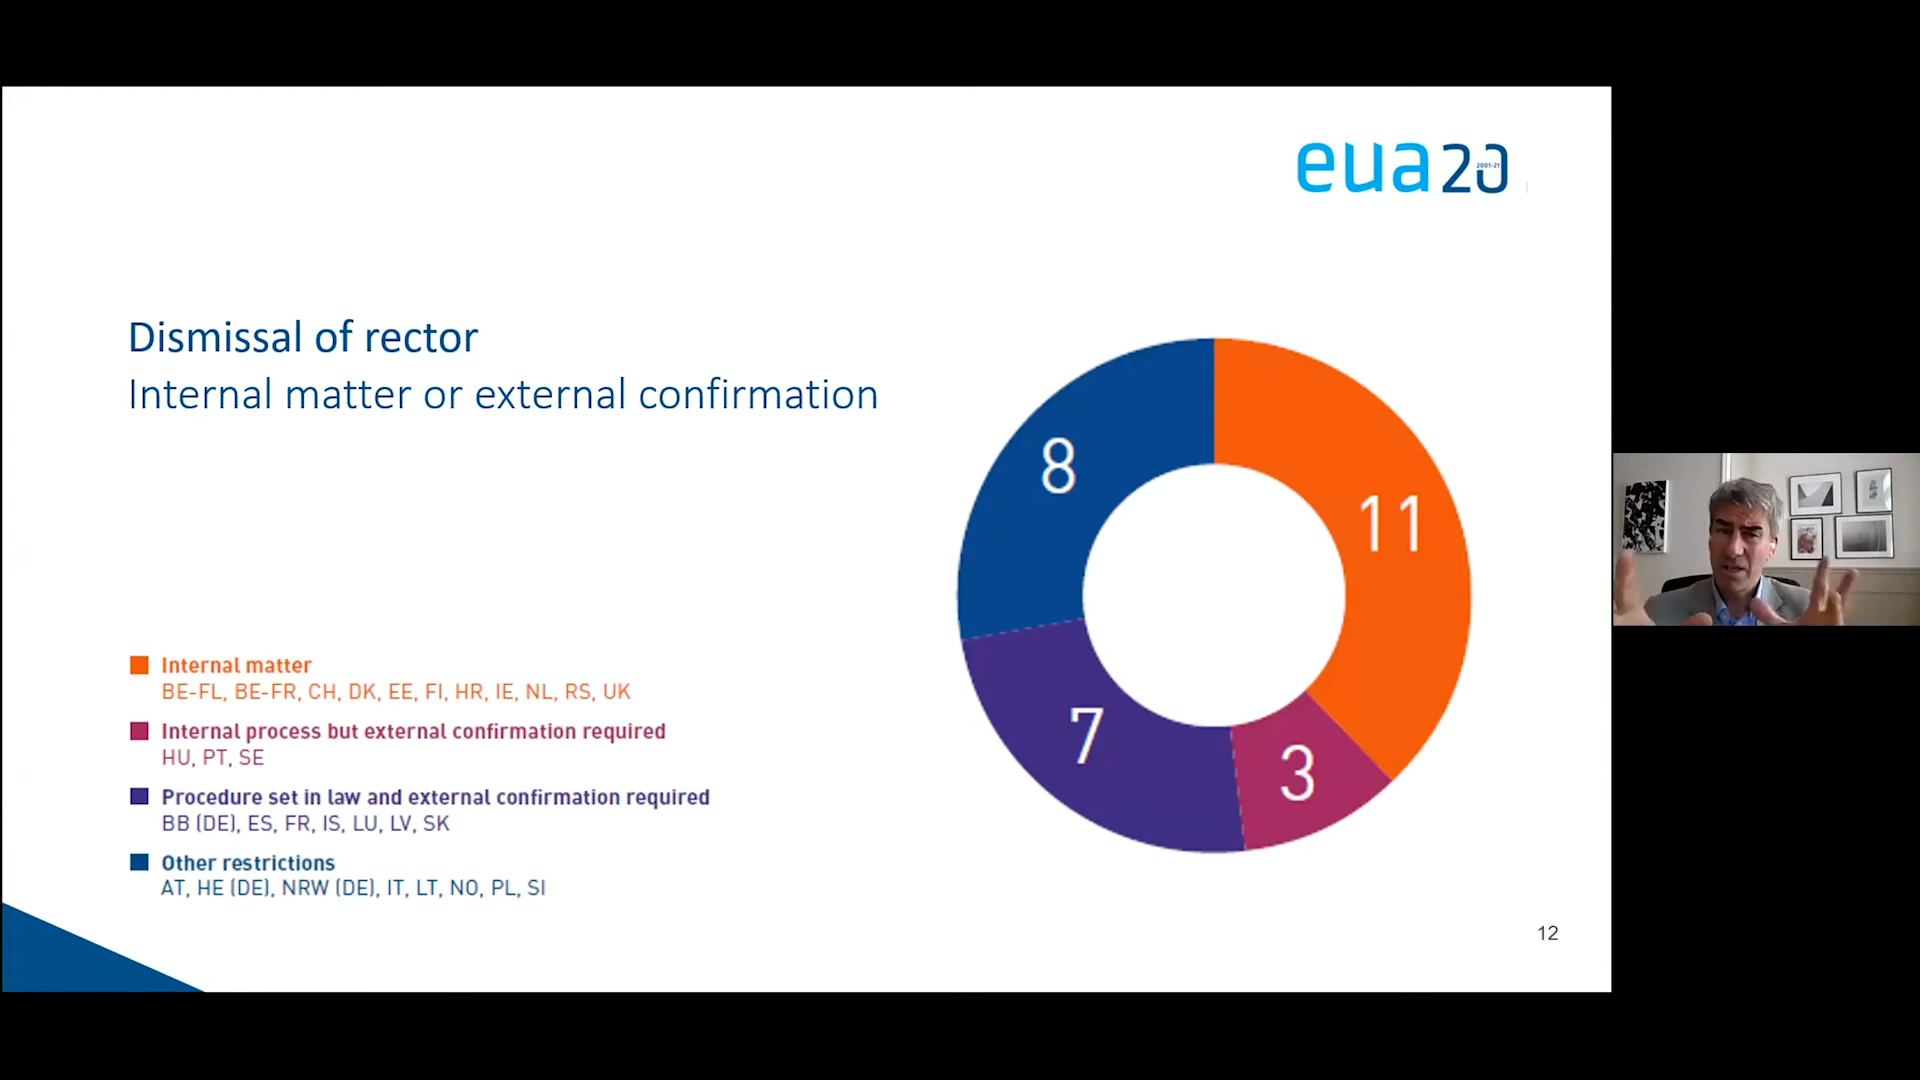 eua20
2001-21
Dismissal of rector
Internal matter or external confirmation
8
11
7
3
Internal matter
BE-FL, BE-FR, CH, DK, EE, FI, HR, IE, NL, RS, UK
Internal process but external confirmation required
HU, PT, SE
Procedure set in law and external confirmation required
BB (DE), ES, FR, IS, LU, LV, SK
Other restrictions
AT, HE (DE), NRW (DE), IT, LT, NO, PL, SI
12